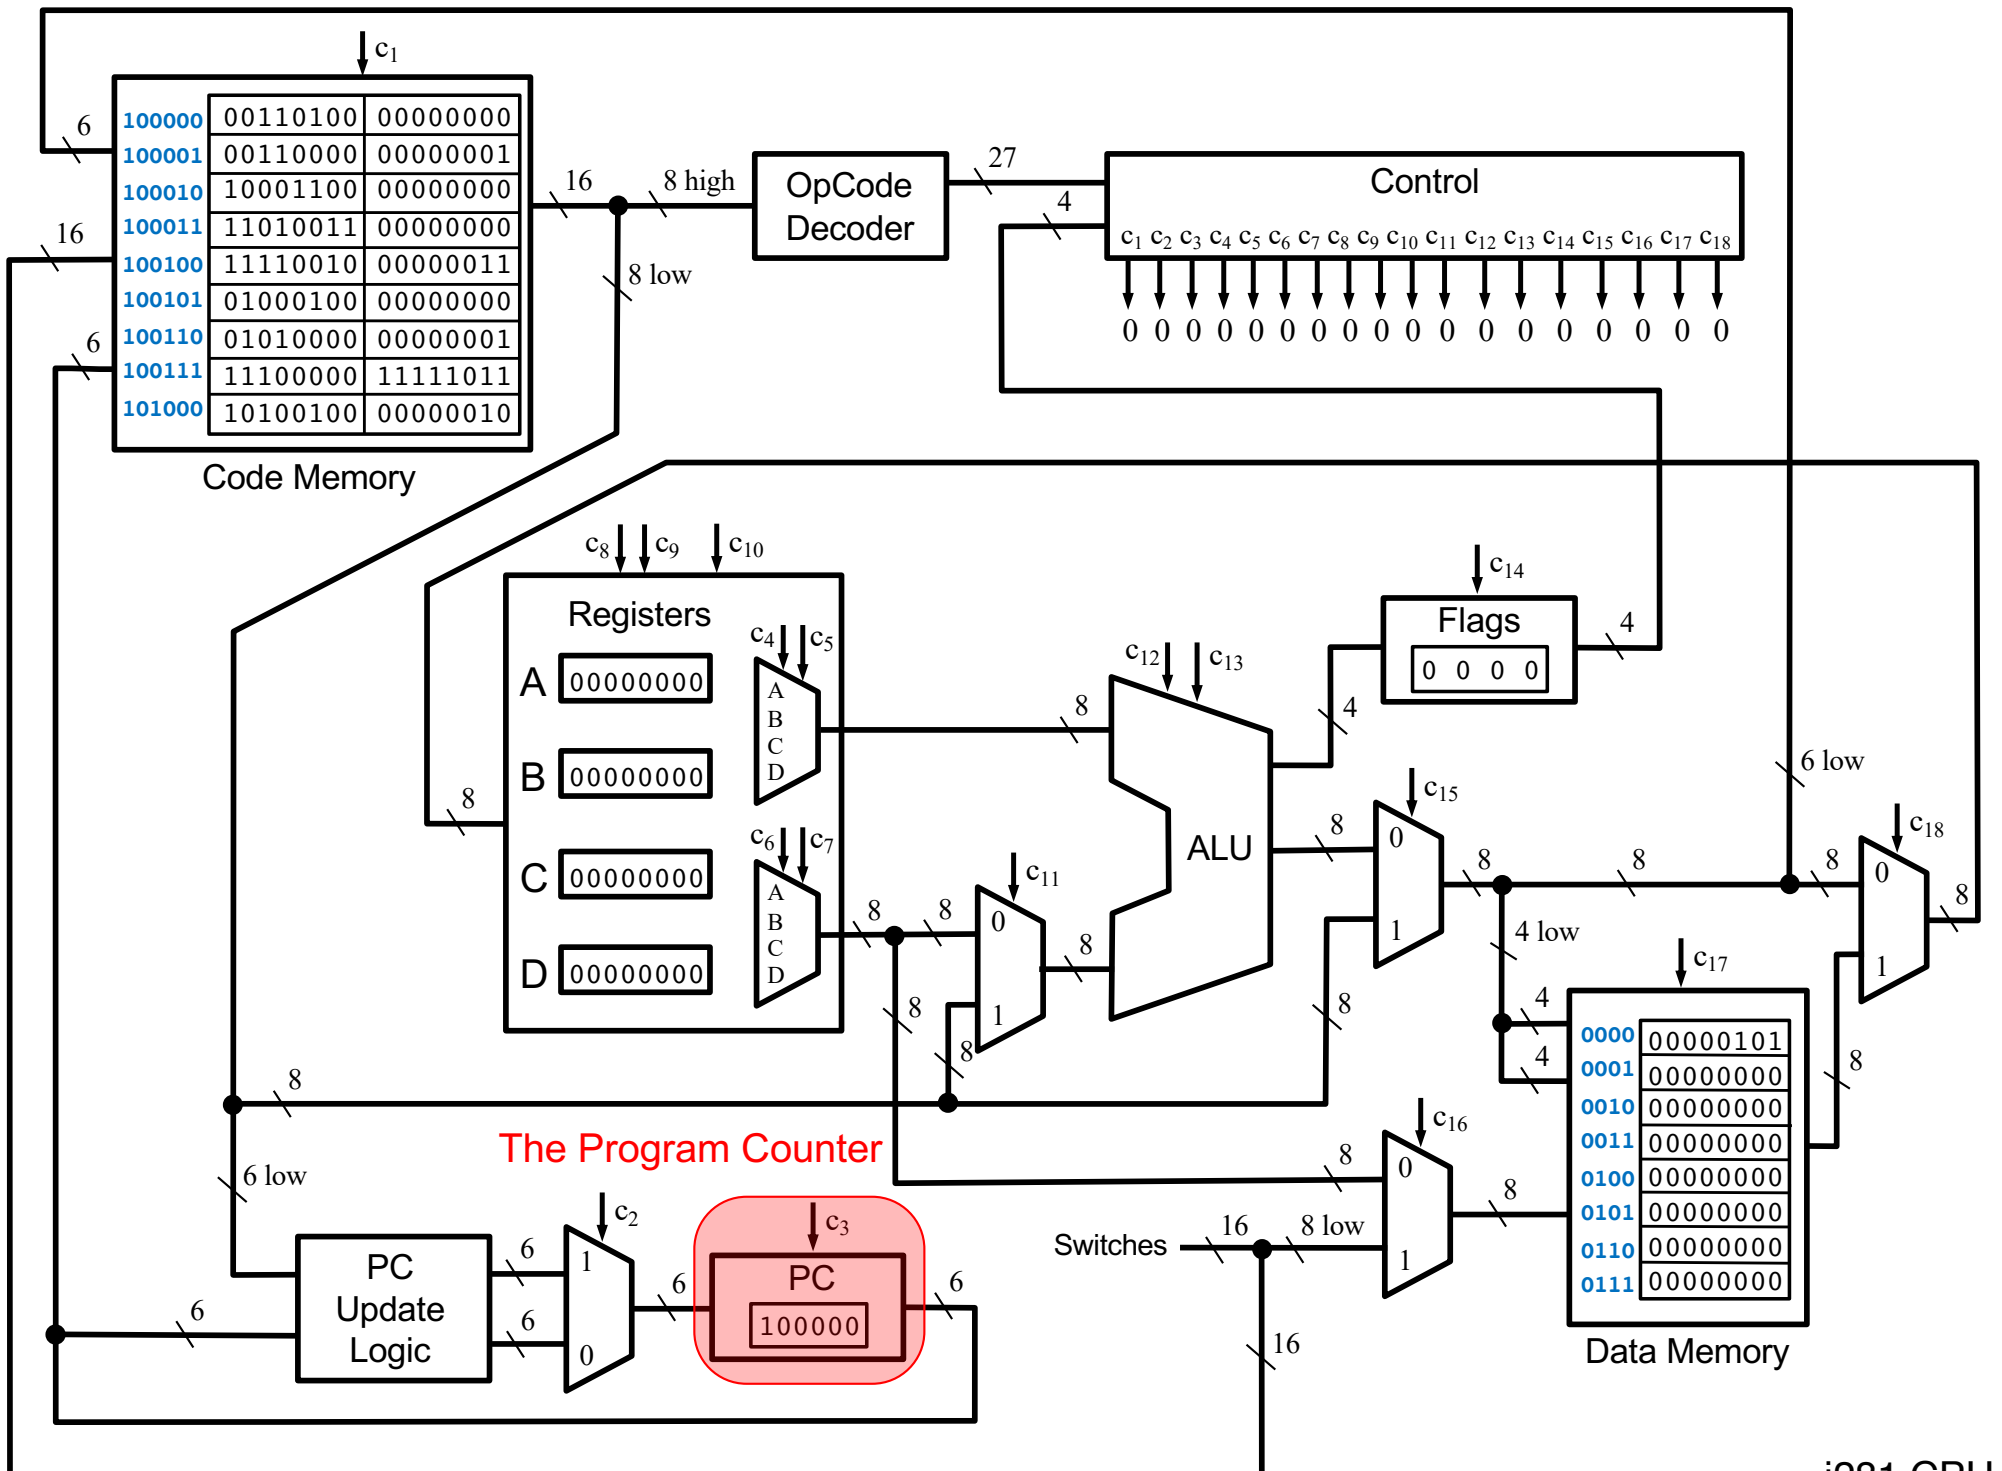 c1
6
100000 00110100 00000000
100001 00110000 00000001
100010 10001100 00000000
100011 11010011 00000000
100100 11110010 00000011
100101 01000100 00000000
100110 01010000 00000001
100111 11100000 11111011
101000 10100100 00000010
16
6
Code Memory
16
8 high
8 low
OpCode
Decoder
27
4
Control
c1 c2 c3 c4 c5 c6 c7 c8 c9 c10 c11 c12 c13 c14 c15 c16 c17 c18
0 0 0 0 0 0 0 0 0 0 0 0 0 0 0 0 0 0
c8 c9 c10
Registers
A 00000000
B 00000000
C 00000000
D 00000000
8
c4 c5
A
B
C
D
c6 c7
A
B
C
D
8
8
8
8
c11
0
1
8
8
c12 c13
ALU
c14
Flags
0 0 0 0
4
4
8
c15
0
1
8
8
8
6 low
8
c18
0
1
8
4 low
4
4
c17
0000 00000101
0001 00000000
0010 00000000
0011 00000000
0100 00000000
0101 00000000
0110 00000000
0111 00000000
Data Memory
8
8
The Program Counter
6 low
6
PC
Update
Logic
6
6
c2
1
0
6
c3
PC
100000
6
Switches
16
8 low
16
8
c16
0
1
8